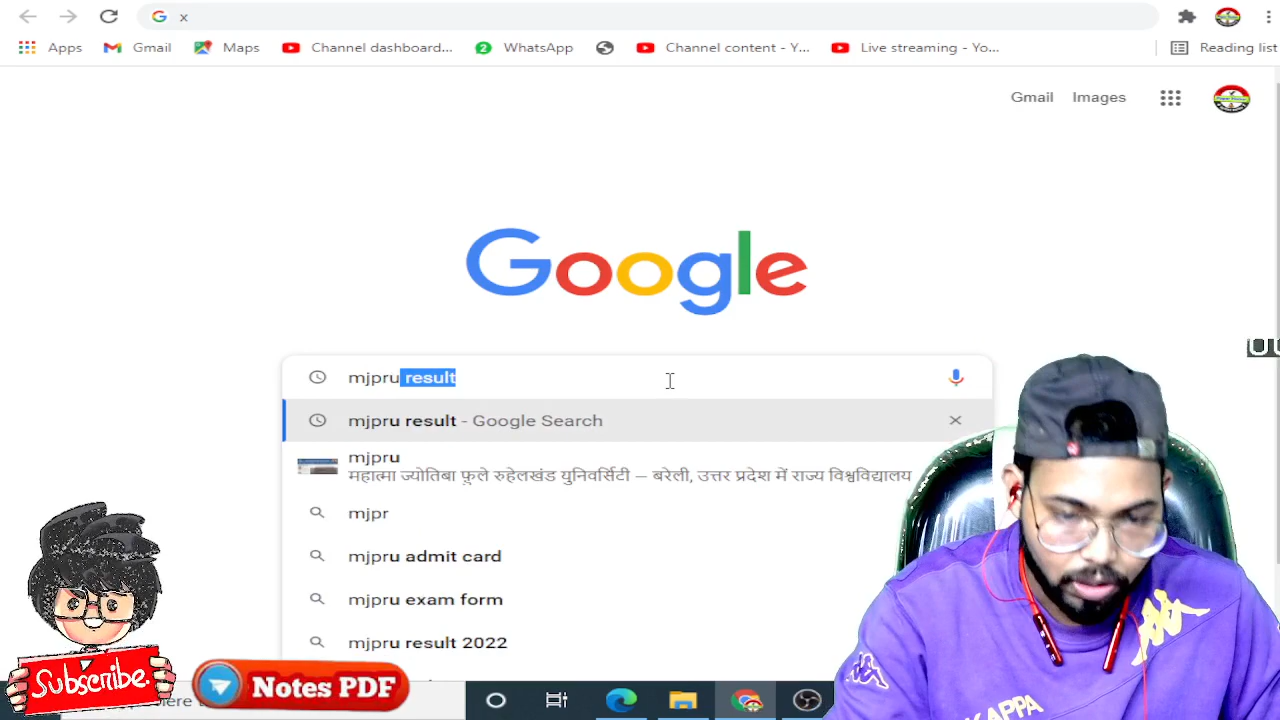 x
Apps Gmail Maps Channel dashboard... 2 WhatsApp Channel content - Y... Live streaming - Yo... Reading list
Gmail Images
Google
mjpru result
mjpru result - Google Search
mjpru
महात्मा ज्योतिबा फुले रुहेलखंड युनिवर्सिटी – बरेली, उत्तर प्रदेश में राज्य विश्वविद्यालय
mjpr
mjpru admit card
mjpru exam form
mjpru result 2022
Subscribe.
Notes PDF
here
KAPPA